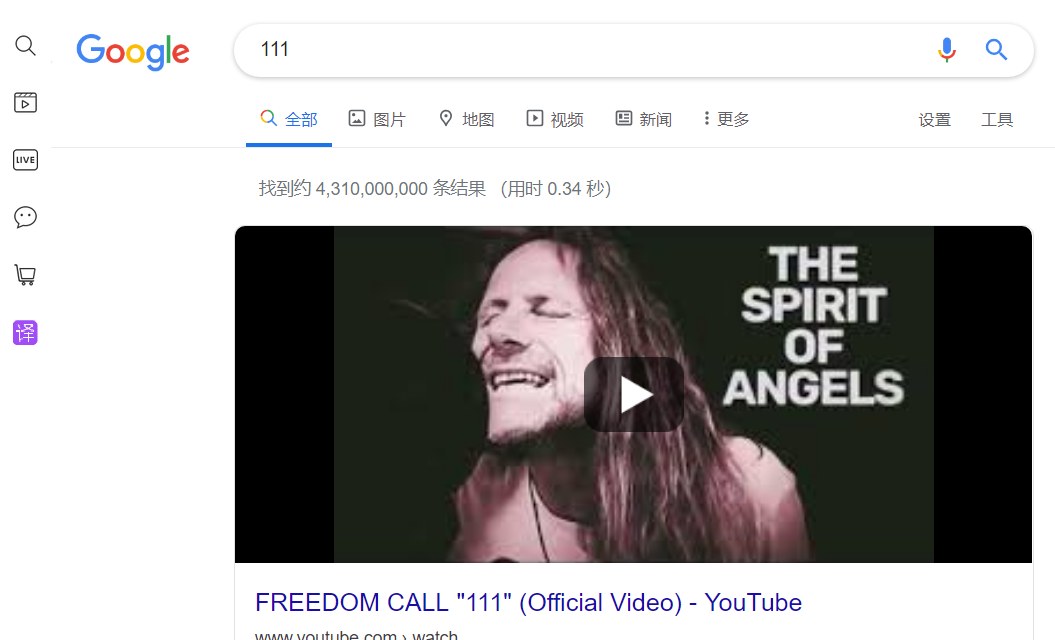 Google
111
全部 图片 地图 视频 新闻 更多 设置 工具
LIVE
找到约 4,310,000,000 条结果 （用时 0.34 秒）
译
THE
SPIRIT
OF
ANGELS
FREEDOM CALL "111" (Official Video) - YouTube
www.youtube.com › watch